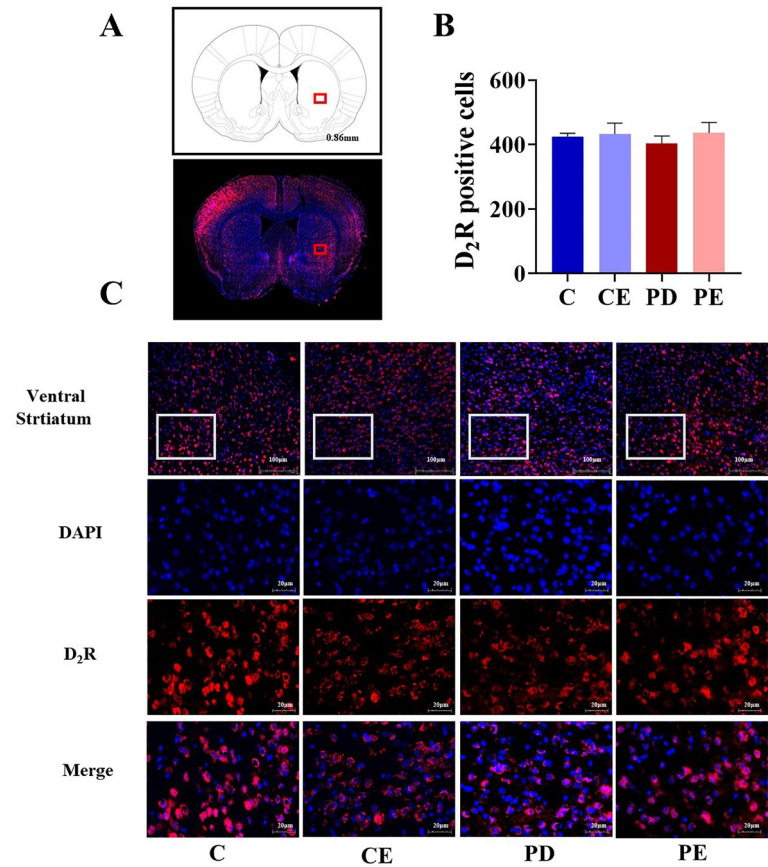 A
B
0.86mm
D₂R positive cells
600
400
200
0
C CE PD PE
C
Ventral
Strtiatum
100μm 100μm 100μm 100μm
DAPI
20μm 20μm 20μm 20μm
D₂R
20μm 20μm 20μm 20μm
Merge
20μm 20μm 20μm 20μm
C CE PD PE